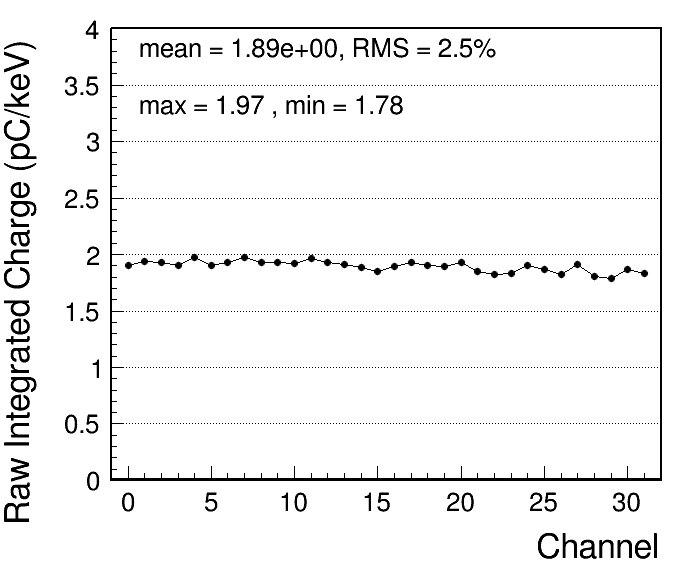 mean = 1.89e+00, RMS = 2.5%
max = 1.97 , min = 1.78
Raw Integrated Charge (pC/keV)
4
3.5
3
2.5
2
1.5
1
0.5
0
0 5 10 15 20 25 30
Channel